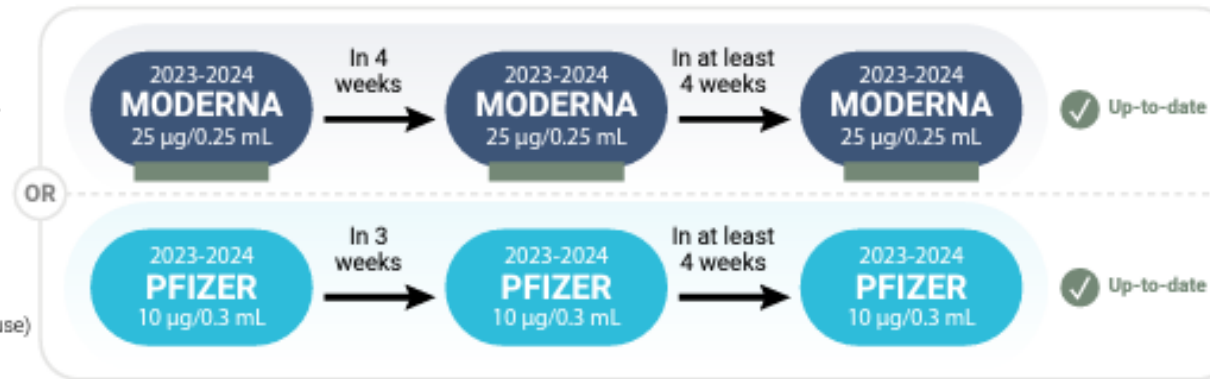 In 4
weeks
In at least
4 weeks
2023-2024
MODERNA
25 µg/0.25 mL
2023-2024
MODERNA
25 µg/0.25 mL
2023-2024
MODERNA
25 µg/0.25 mL
Up-to-date
OR
In 3
weeks
In at least
4 weeks
2023-2024
PFIZER
10 µg/0.3 mL
2023-2024
PFIZER
10 µg/0.3 mL
2023-2024
PFIZER
10 µg/0.3 mL
Up-to-date